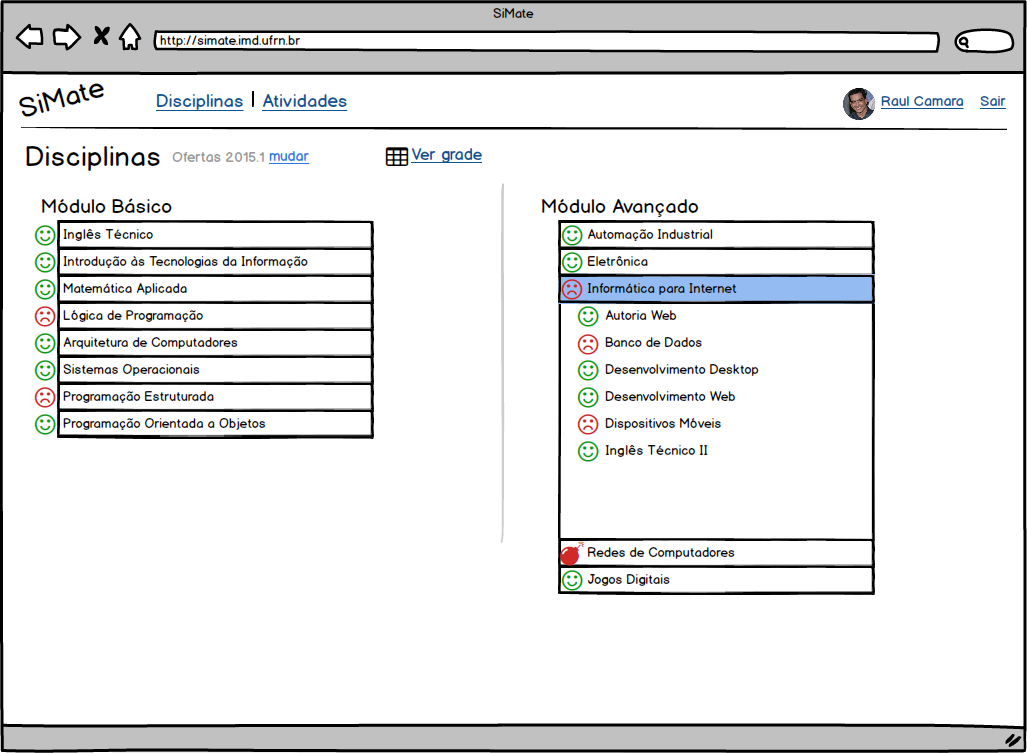 SiMate
http://simate.imd.ufrn.br
SiMate
Disciplinas | Atividades
Raul Camara
Sair
Disciplinas
Ofertas 2015.1 mudar
Ver grade
Módulo Básico
Inglês Técnico
Introdução às Tecnologias da Informação
Matemática Aplicada
Lógica de Programação
Arquitetura de Computadores
Sistemas Operacionais
Programação Estruturada
Programação Orientada a Objetos
Módulo Avançado
Automação Industrial
Eletrônica
Informática para Internet
Autoria Web
Banco de Dados
Desenvolvimento Desktop
Desenvolvimento Web
Dispositivos Móveis
Inglês Técnico II
Redes de Computadores
Jogos Digitais